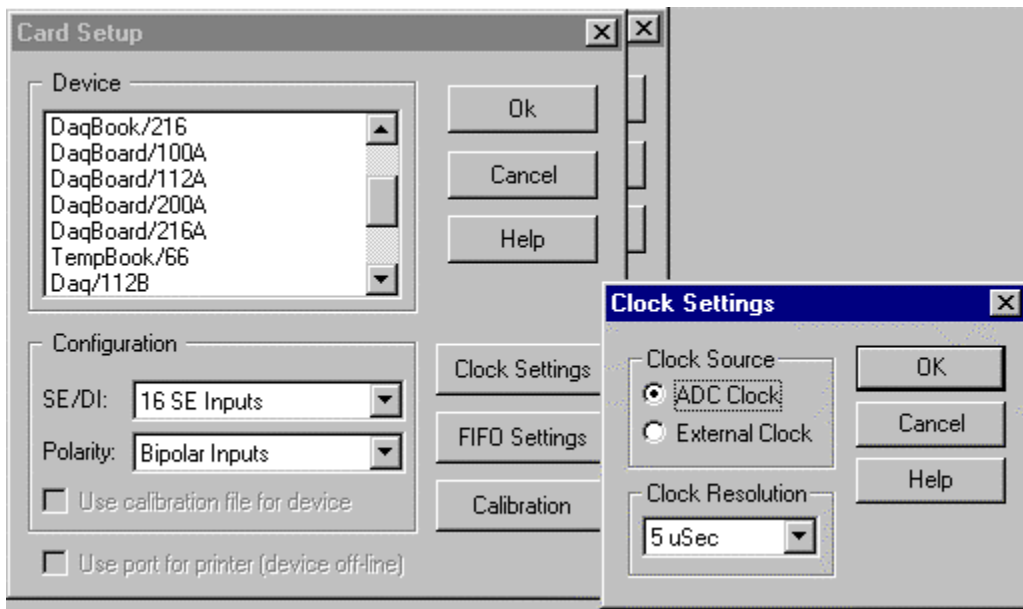 Card Setup
Device
DaqBook/216
DaqBoard/100A
DaqBoard/112A
DaqBoard/200A
DaqBoard/216A
TempBook/66
Daq/112B
Ok
Cancel
Help
Configuration
SE/DI: 16 SE Inputs
Polarity: Bipolar Inputs
Use calibration file for device
Use port for printer (device off-line)
Clock Settings
FIFO Settings
Calibration
Clock Settings
Clock Source
ADC Clock
External Clock
Clock Resolution
5 uSec
OK
Cancel
Help